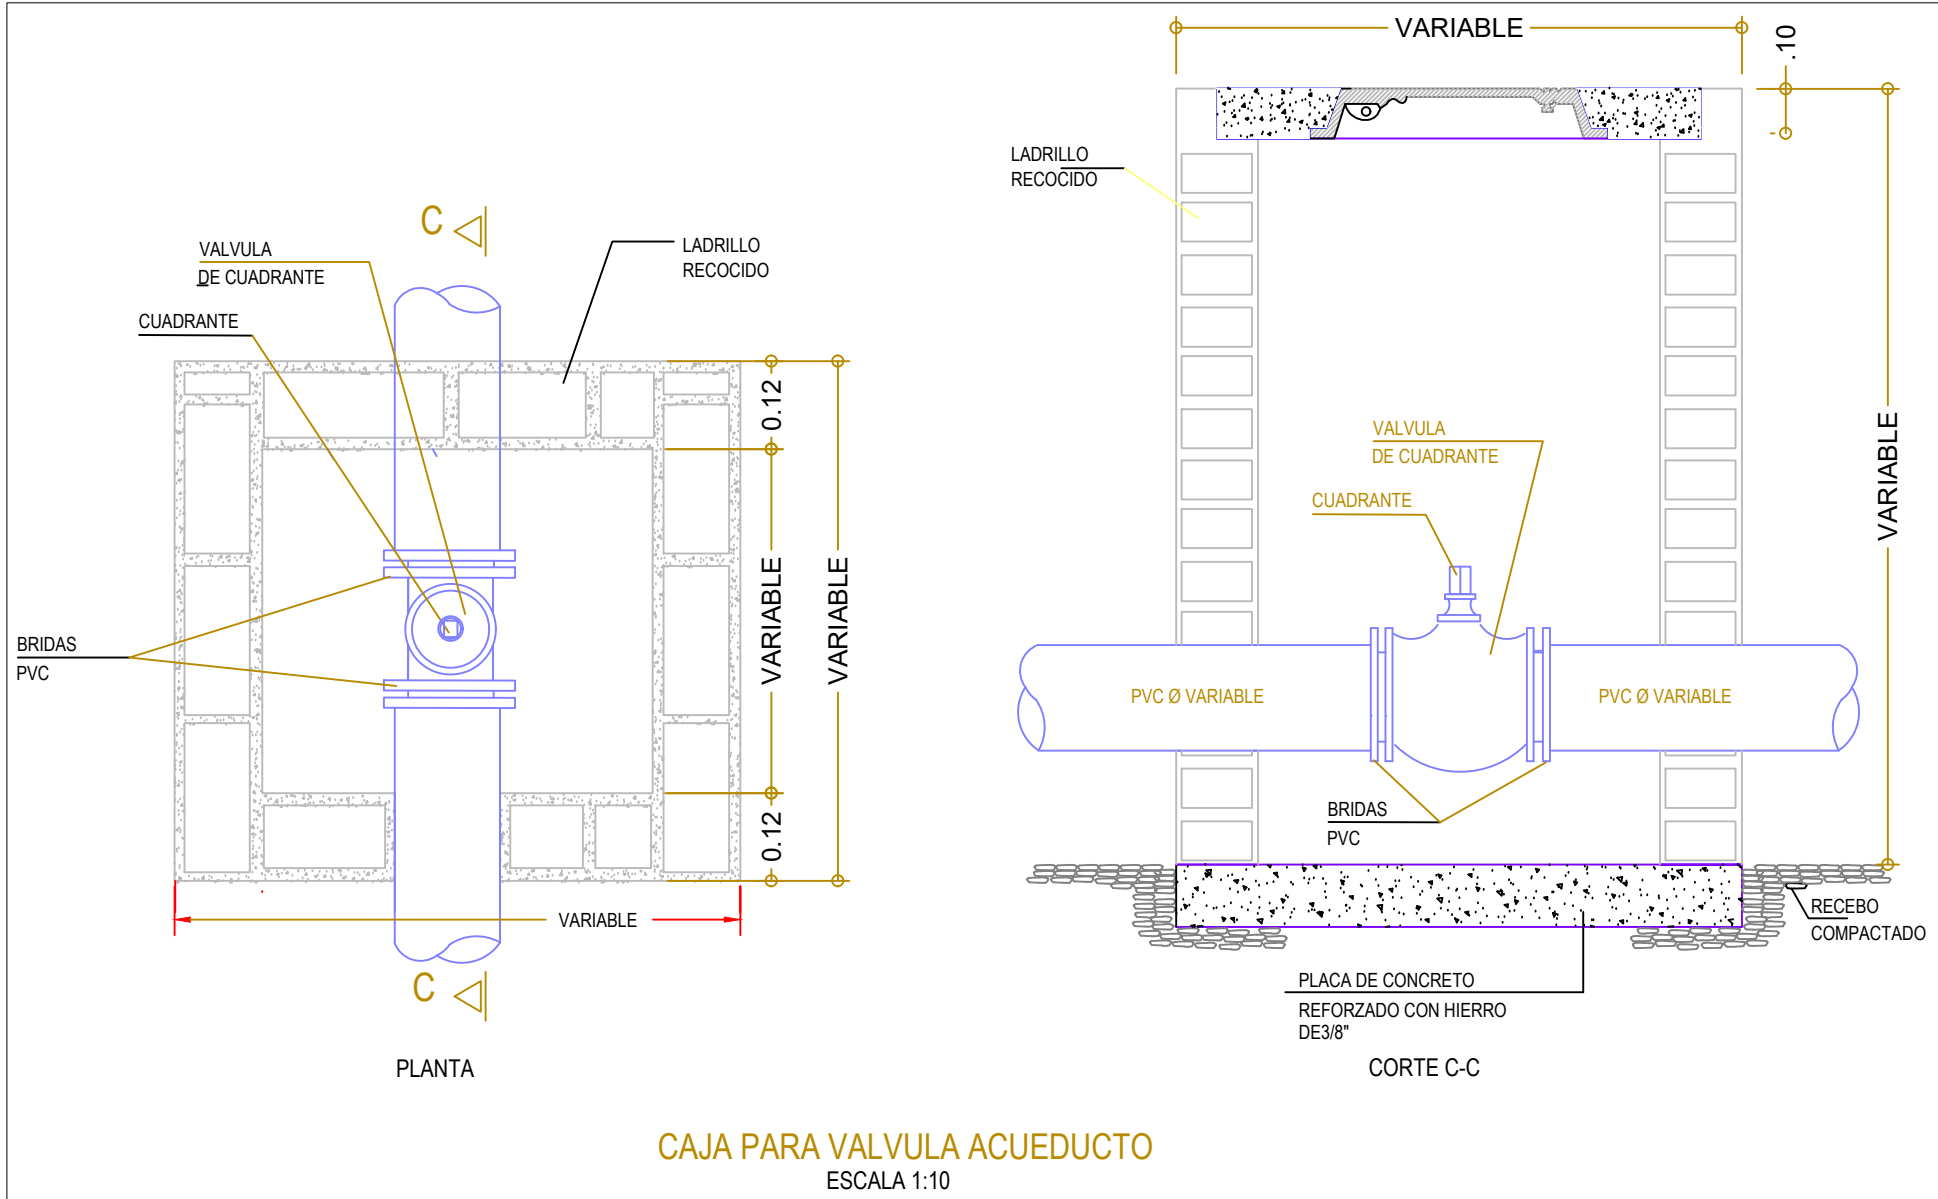 VARIABLE
.10
LADRILLO
RECOCIDO
C
VALVULA
DE CUADRANTE
LADRILLO
RECOCIDO
CUADRANTE
0.12
VARIABLE
VARIABLE
0.12
BRIDAS
PVC
VARIABLE
C
PLANTA
VALVULA
DE CUADRANTE
CUADRANTE
VARIABLE
PVC Ø VARIABLE
PVC Ø VARIABLE
BRIDAS
PVC
RECEBO
COMPACTADO
PLACA DE CONCRETO
REFORZADO CON HIERRO
DE3/8"
CORTE C-C
CAJA PARA VALVULA ACUEDUCTO
ESCALA 1:10